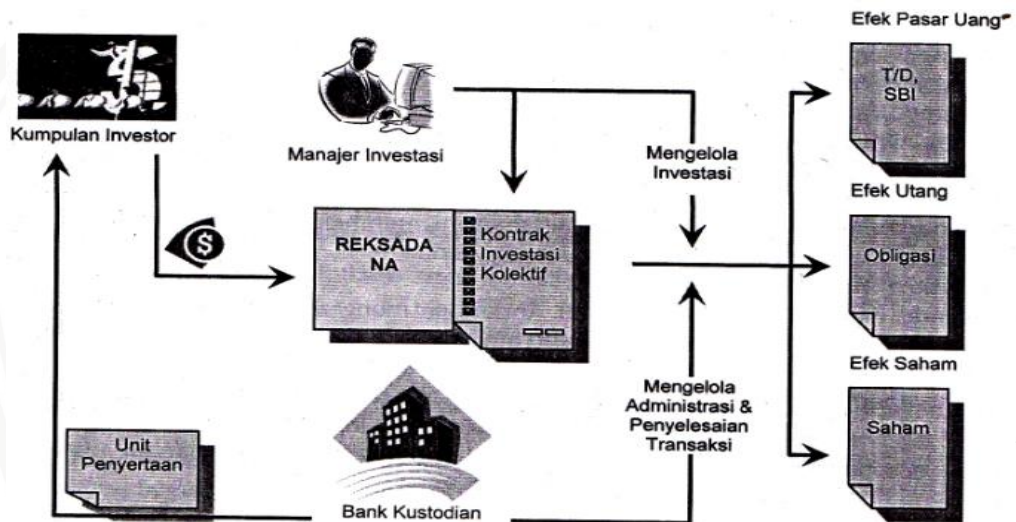 Efek Pasar Uang
Kumpulan Investor
Manajer Investasi
T/D,
SBI
Mengelola
Investasi
Efek Utang
$
REKSADA
NA
Kontrak
Investasi
Kolektif
Obligasi
Efek Saham
Mengelola
Administrasi &
Penyelesaian
Transaksi
Saham
Unit
Penyertaan
Bank Kustodian